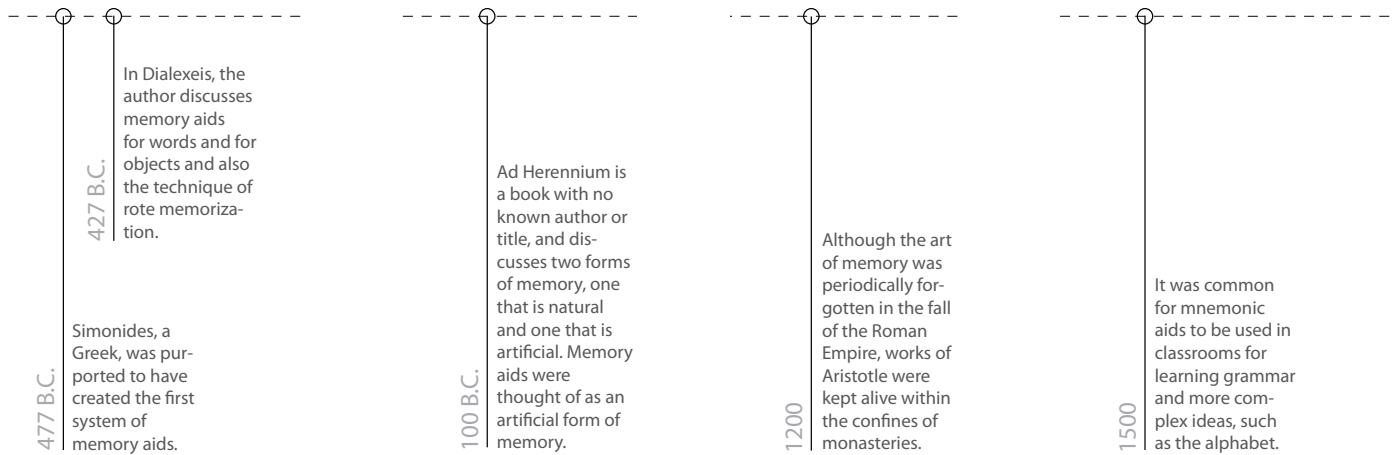 477 B.C.
Simonides, a
Greek, was pur-
ported to have
created the first
system of
memory aids.
427 B.C.
In Dialexeis, the
author discusses
memory aids
for words and for
objects and also
the technique of
rote memoriza-
tion.
100 B.C.
Ad Herennium is
a book with no
known author or
title, and dis-
cusses two forms
of memory, one
that is natural
and one that is
artificial. Memory
aids were
thought of as an
artificial form of
memory.
1200
Although the art
of memory was
periodically for-
gotten in the fall
of the Roman
Empire, works of
Aristotle were
kept alive within
the confines of
monasteries.
1500
It was common
for mnemonic
aids to be used in
classrooms for
learning grammar
and more com-
plex ideas, such
as the alphabet.